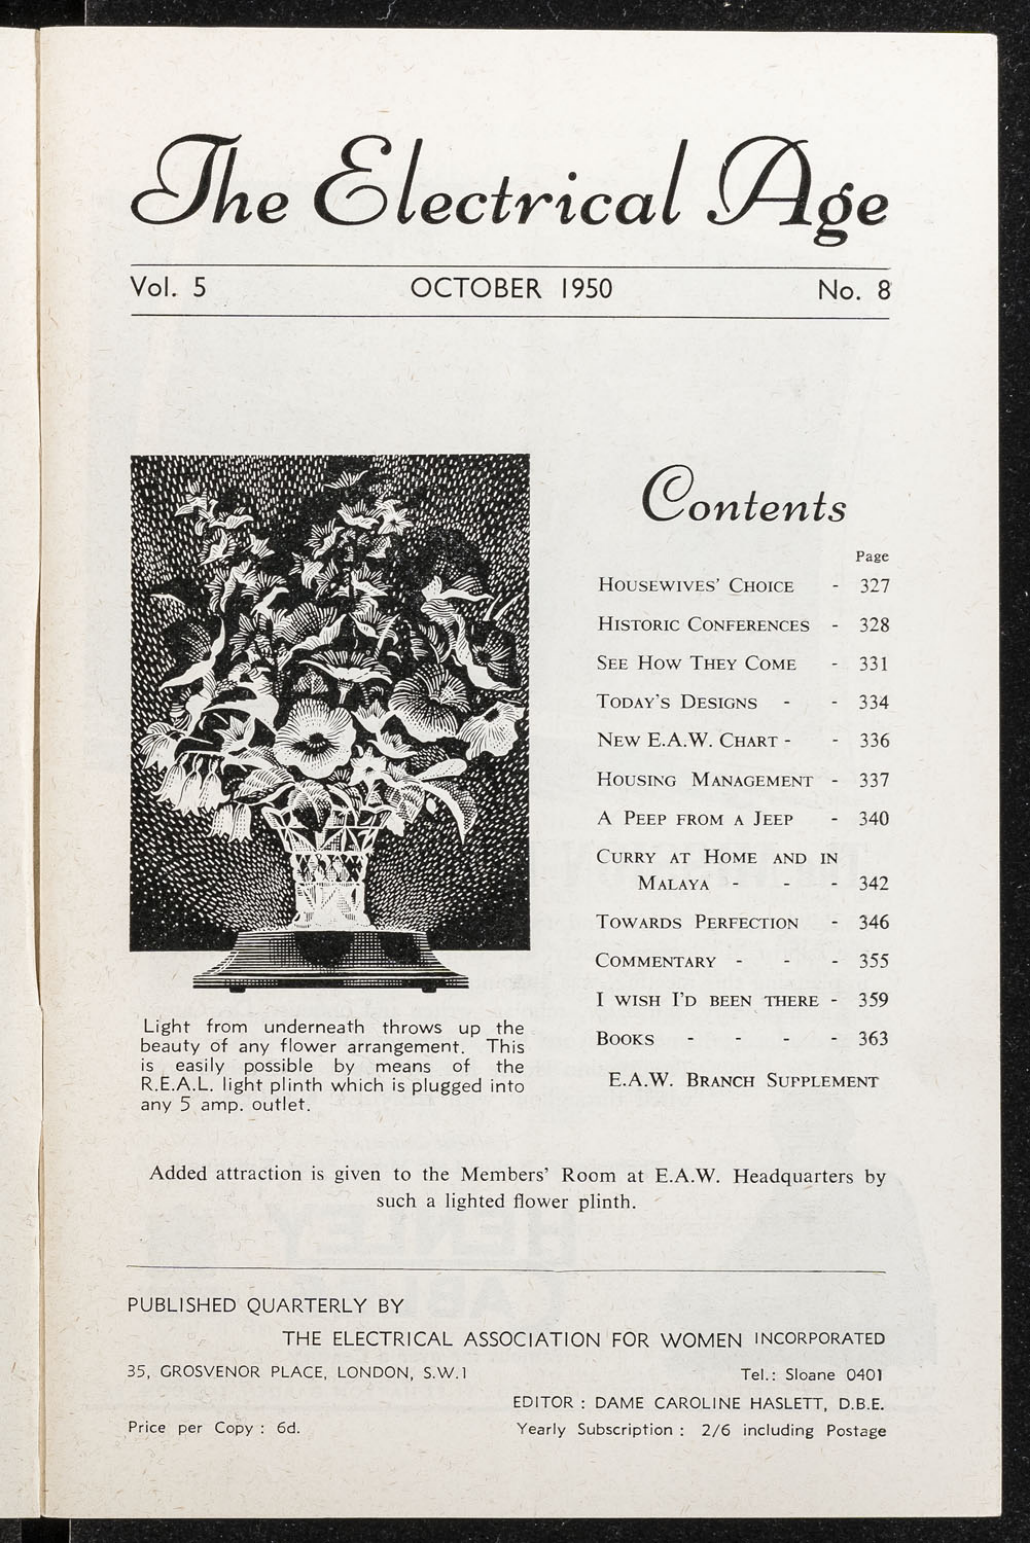 The Electrical Age
Vol. 5 OCTOBER 1950 No. 8
Light from underneath throws up the
beauty of any flower arrangement. This
is easily possible by means of the
R.E.A.L. light plinth which is plugged into
any 5 amp. outlet.
Contents
Page
HOUSEWIVES' CHOICE - 327
HISTORIC CONFERENCES - 328
SEE HOW THEY COME - 331
TODAY'S DESIGNS - - 334
NEW E.A.W. CHART - - 336
HOUSING MANAGEMENT - 337
A PEEP FROM A JEEP - 340
CURRY AT HOME AND IN
MALAYA - - - 342
TOWARDS PERFECTION - 346
COMMENTARY - - - 355
I WISH I'D BEEN THERE - 359
BOOKS - - - - 363
E.A.W. BRANCH SUPPLEMENT
Added attraction is given to the Members' Room at E.A.W. Headquarters by
such a lighted flower plinth.
PUBLISHED QUARTERLY BY
THE ELECTRICAL ASSOCIATION FOR WOMEN INCORPORATED
35, GROSVENOR PLACE, LONDON, S.W.1 Tel.: Sloane 0401
EDITOR : DAME CAROLINE HASLETT, D.B.E.
Price per Copy : 6d. Yearly Subscription : 2/6 including Postage